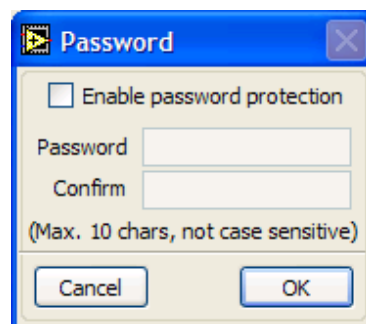 Password
Enable password protection
Password
Confirm
(Max. 10 chars, not case sensitive)
Cancel OK